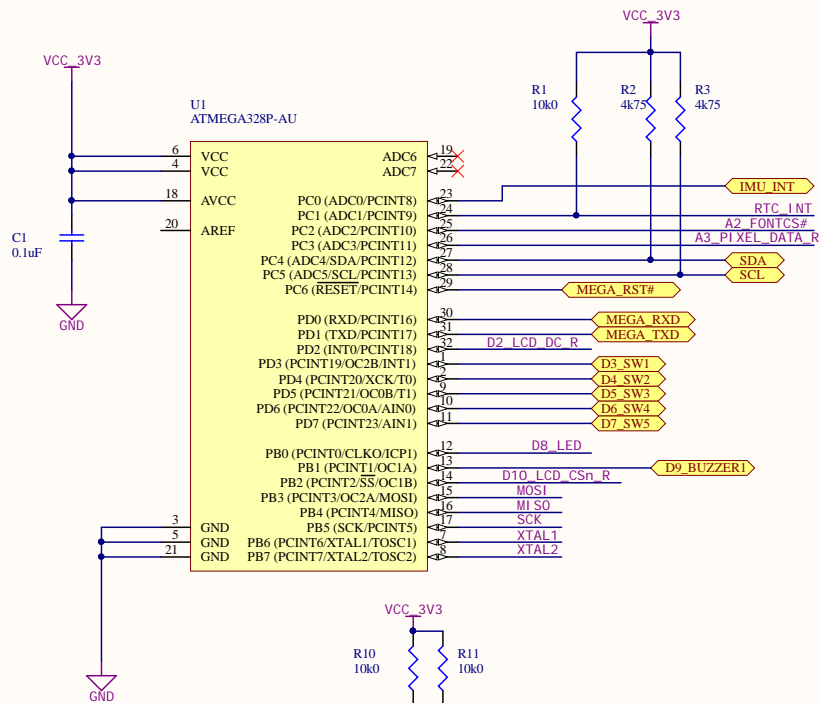 VCC_3V3
VCC_3V3
U1
ATMEGA328P-AU
R1
10k0
R2
4k75
R3
4k75
6 VCC
4 VCC
18 AVCC
20 AREF
C1
0.1uF
GND
ADC6 19
ADC7 22
PC0 (ADC0/PCINT8) 23 IMU_INT
PC1 (ADC1/PCINT9) 24 RTC_INT
PC2 (ADC2/PCINT10) 25 A2_FONTCS#
PC3 (ADC3/PCINT11) 26 A3_PIXEL_DATA_R
PC4 (ADC4/SDA/PCINT12) 27 SDA
PC5 (ADC5/SCL/PCINT13) 28 SCL
PC6 (RESET/PCINT14) 29 MEGA_RST#
PD0 (RXD/PCINT16) 30 MEGA_RXD
PD1 (TXD/PCINT17) 31 MEGA_TXD
PD2 (INT0/PCINT18) 32 D2_LCD_DC_R
PD3 (PCINT19/OC2B/INT1) 1 D3_SW1
PD4 (PCINT20/XCK/T0) 2 D4_SW2
PD5 (PCINT21/OC0B/T1) 9 D5_SW3
PD6 (PCINT22/OC0A/AIN0) 10 D6_SW4
PD7 (PCINT23/AIN1) 11 D7_SW5
PB0 (PCINT0/CLKO/ICP1) 12 D8_LED
PB1 (PCINT1/OC1A) 13 D9_BUZZER1
PB2 (PCINT2/SS/OC1B) 14 D10_LCD_CSn_R
PB3 (PCINT3/OC2A/MOSI) 15 MOSI
PB4 (PCINT4/MISO) 16 MISO
3 GND PB5 (SCK/PCINT5) 17 SCK
5 GND PB6 (PCINT6/XTAL1/TOSC1) 7 XTAL1
21 GND PB7 (PCINT7/XTAL2/TOSC2) 8 XTAL2
GND
VCC_3V3
R10
10k0
R11
10k0